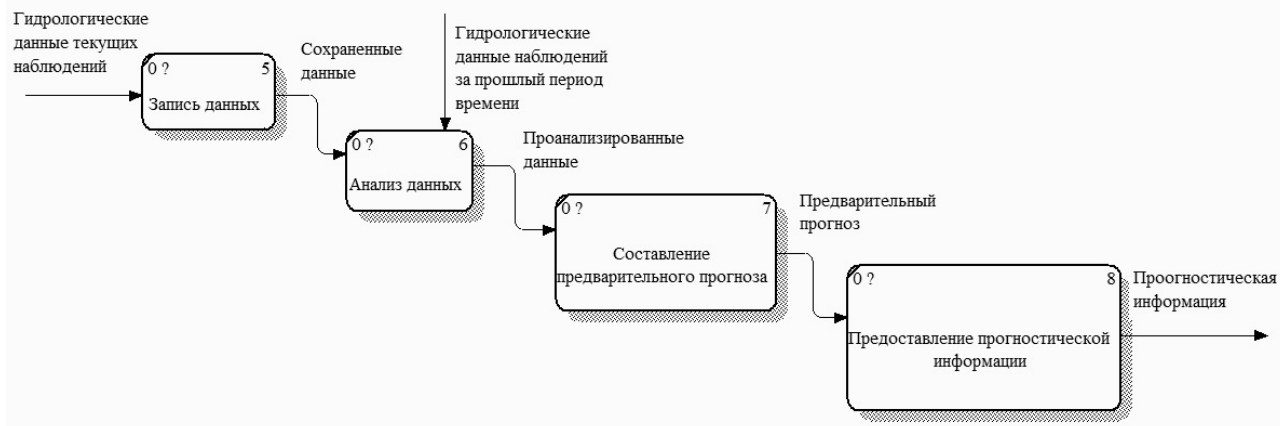 Гидрологические
данные текущих
наблюдений
0 ?
5
Запись данных
Сохраненные
данные
Гидрологические
данные наблюдений
за прошлый период
времени
0 ?
6
Анализ данных
Проанализированные
данные
0 ?
7
Составление
предварительного прогноза
Предварительный
прогноз
0 ?
8
Предоставление прогностической
информации
Проогностическая
информация